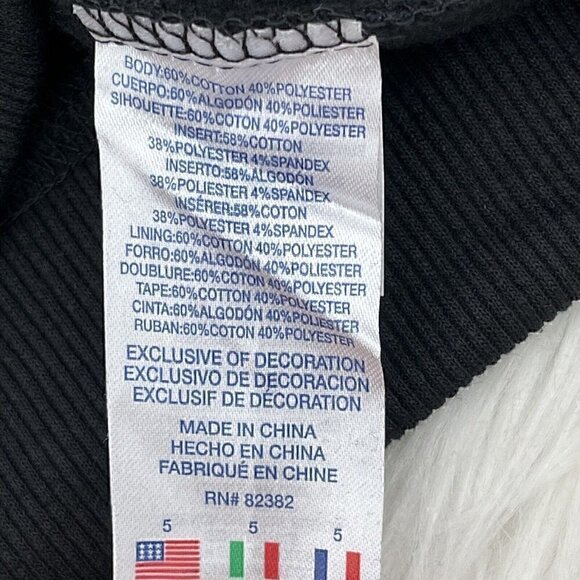 BODY:60%COTTON 40%POLYESTER
CUERPO:60%ALGODÓN 40%POLIESTER
SIHOUETTE:60%COTON 40%POLYESTER
INSERT:58%COTTON
38%POLYESTER 4%SPANDEX
INSERTO:58%ALGODÓN
38%POLIESTER 4%SPANDEX
INSÉRER:58%COTON
38%POLYESTER 4%SPANDEX
LINING:60%COTTON 40%POLYESTER
FORRO:60%ALGODÓN 40%POLIESTER
DOUBLURE:60%COTON 40%POLYESTER
TAPE:60%COTTON 40%POLYESTER
CINTA:60%ALGODÓN 40%POLIESTER
RUBAN:60%COTON 40%POLYESTER
EXCLUSIVE OF DECORATION
EXCLUSIVO DE DECORACION
EXCLUSIF DE DÉCORATION
MADE IN CHINA
HECHO EN CHINA
FABRIQUÉ EN CHINE
RN# 82382
5 5 5